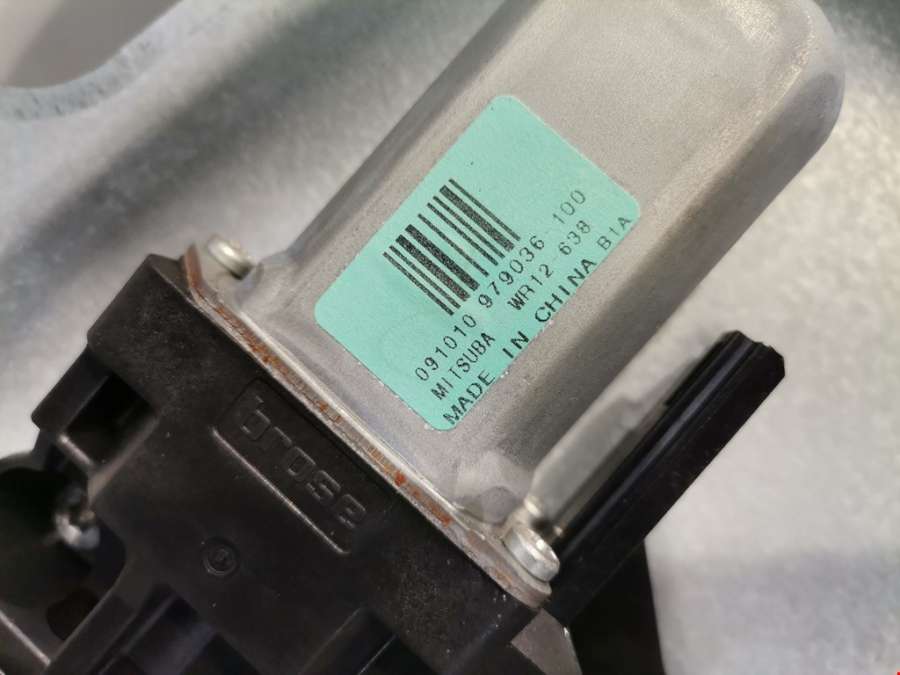 091010 979036 100
MITSUBA WR12 638
MADE IN CHINA B1A
brose